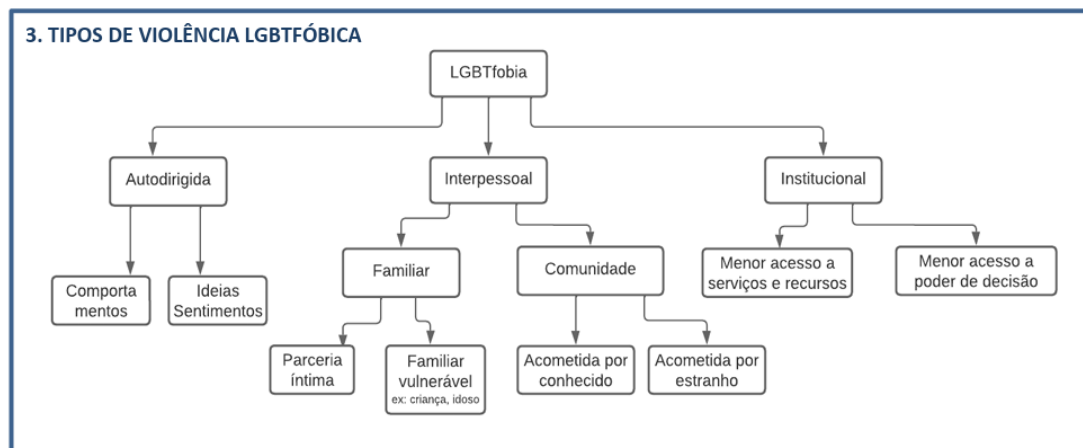 3. TIPOS DE VIOLÊNCIA LGBTFÓBICA
LGBTfobia
Autodirigida
Interpessoal
Institucional
Comporta
mentos
Ideias
Sentimentos
Familiar
Comunidade
Menor acesso a
serviços e recursos
Menor acesso a
poder de decisão
Parceria
íntima
Familiar
vulnerável
ex: criança, idoso
Acometida por
conhecido
Acometida por
estranho